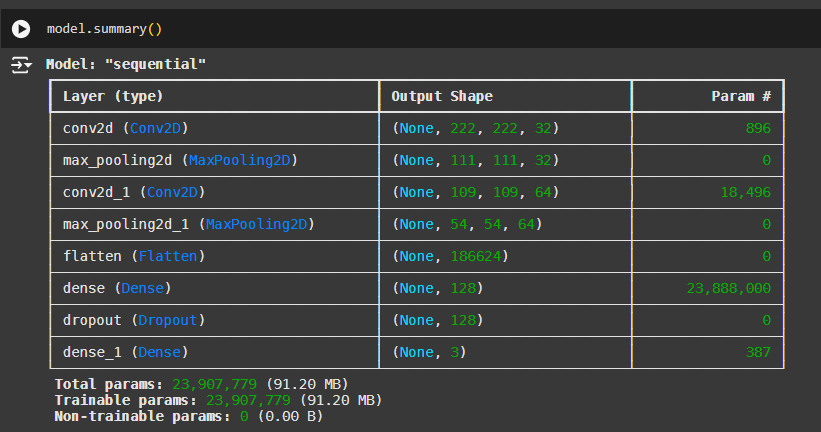 model.summary()
Model: "sequential"
Layer (type) Output Shape Param #
conv2d (Conv2D) (None, 222, 222, 32) 896
max_pooling2d (MaxPooling2D) (None, 111, 111, 32) 0
conv2d_1 (Conv2D) (None, 109, 109, 64) 18,496
max_pooling2d_1 (MaxPooling2D) (None, 54, 54, 64) 0
flatten (Flatten) (None, 186624) 0
dense (Dense) (None, 128) 23,888,000
dropout (Dropout) (None, 128) 0
dense_1 (Dense) (None, 3) 387
Total params: 23,907,779 (91.20 MB)
Trainable params: 23,907,779 (91.20 MB)
Non-trainable params: 0 (0.00 B)